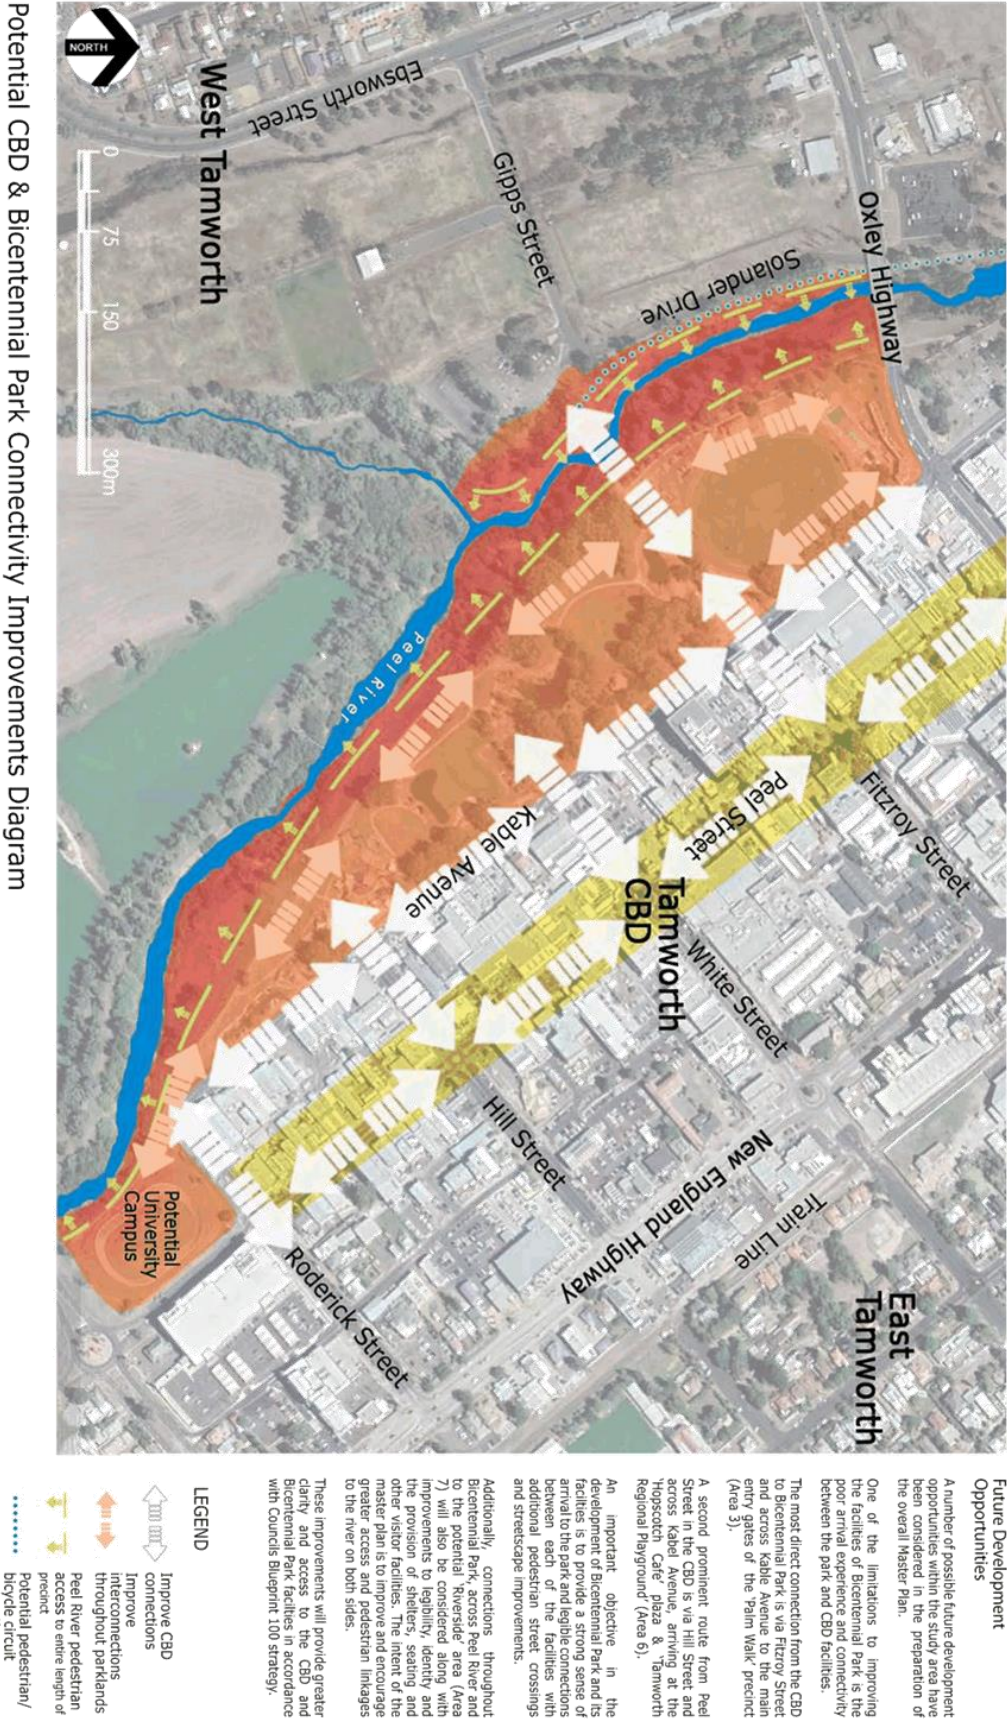 Potential CBD & Bicentennial Park Connectivity Improvements Diagram
NORTH
0 75 150 300m
West Tamworth
Ebsworth Street
Gipps Street
Solander Drive
Oxley Highway
Peel River
Kable Avenue
Peel Street
Fitzroy Street
Tamworth
CBD
White Street
Hill Street
New England Highway
Train Line
Roderick Street
East
Tamworth
Potential
University
Campus
Future Development
Opportunities
A number of possible future development
opportunities within the study area have
been considered in the preparation of
the overall Master Plan.
One of the limitations to improving
the facilities of Bicentennial Park is the
poor arrival experience and connectivity
between the park and CBD facilities.
The most direct connection from the CBD
to Bicentennial Park is via Fitzroy Street
and across Kable Avenue to the main
entry gates of the 'Palm Walk' precinct
(Area 3).
A second prominent route from Peel
Street in the CBD is via Hill Street and
across Kabel Avenue, arriving at the
'Hopscotch Cafe' plaza & 'Tamworth
Regional Playground' (Area 6).
An important objective in the
development of Bicentennial Park and its
facilities is to provide a strong sense of
arrival to the park and legible connections
between each of the facilities with
additional pedestrian street crossings
and streetscape improvements.
Additionally, connections throughout
Bicentennial Park, across Peel River and
to the potential 'Riverside' area (Area
7) will also be considered along with
improvements to legibility, identity and
the provision of shelters, seating and
other visitor facilities. The intent of the
master plan is to improve and encourage
greater access and pedestrian linkages
to the river on both sides.
These improvements will provide greater
clarity and access to the CBD and
Bicentennial Park facilties in accordance
with Councils Blueprint 100 strategy.
LEGEND
Improve CBD
connections
Improve
interconnections
throughout parklands
Peel River pedestrian
access to entire length of
precinct
Potential pedestrian/
bicycle circuit